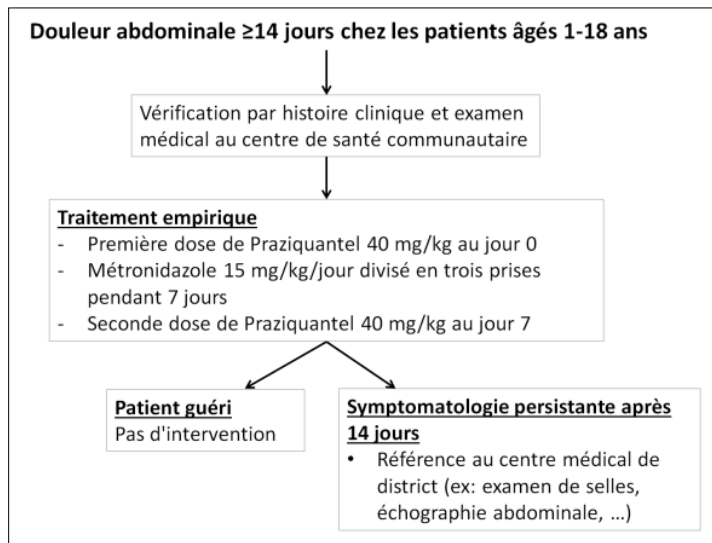 Douleur abdominale ≥14 jours chez les patients âgés 1-18 ans
Vérification par histoire clinique et examen
médical au centre de santé communautaire
Traitement empirique
- Première dose de Praziquantel 40 mg/kg au jour 0
- Métronidazole 15 mg/kg/jour divisé en trois prises
pendant 7 jours
- Seconde dose de Praziquantel 40 mg/kg au jour 7
Patient guéri
Pas d'intervention
Symptomatologie persistante après
14 jours
• Référence au centre médical de
district (ex: examen de selles,
échographie abdominale, ...)